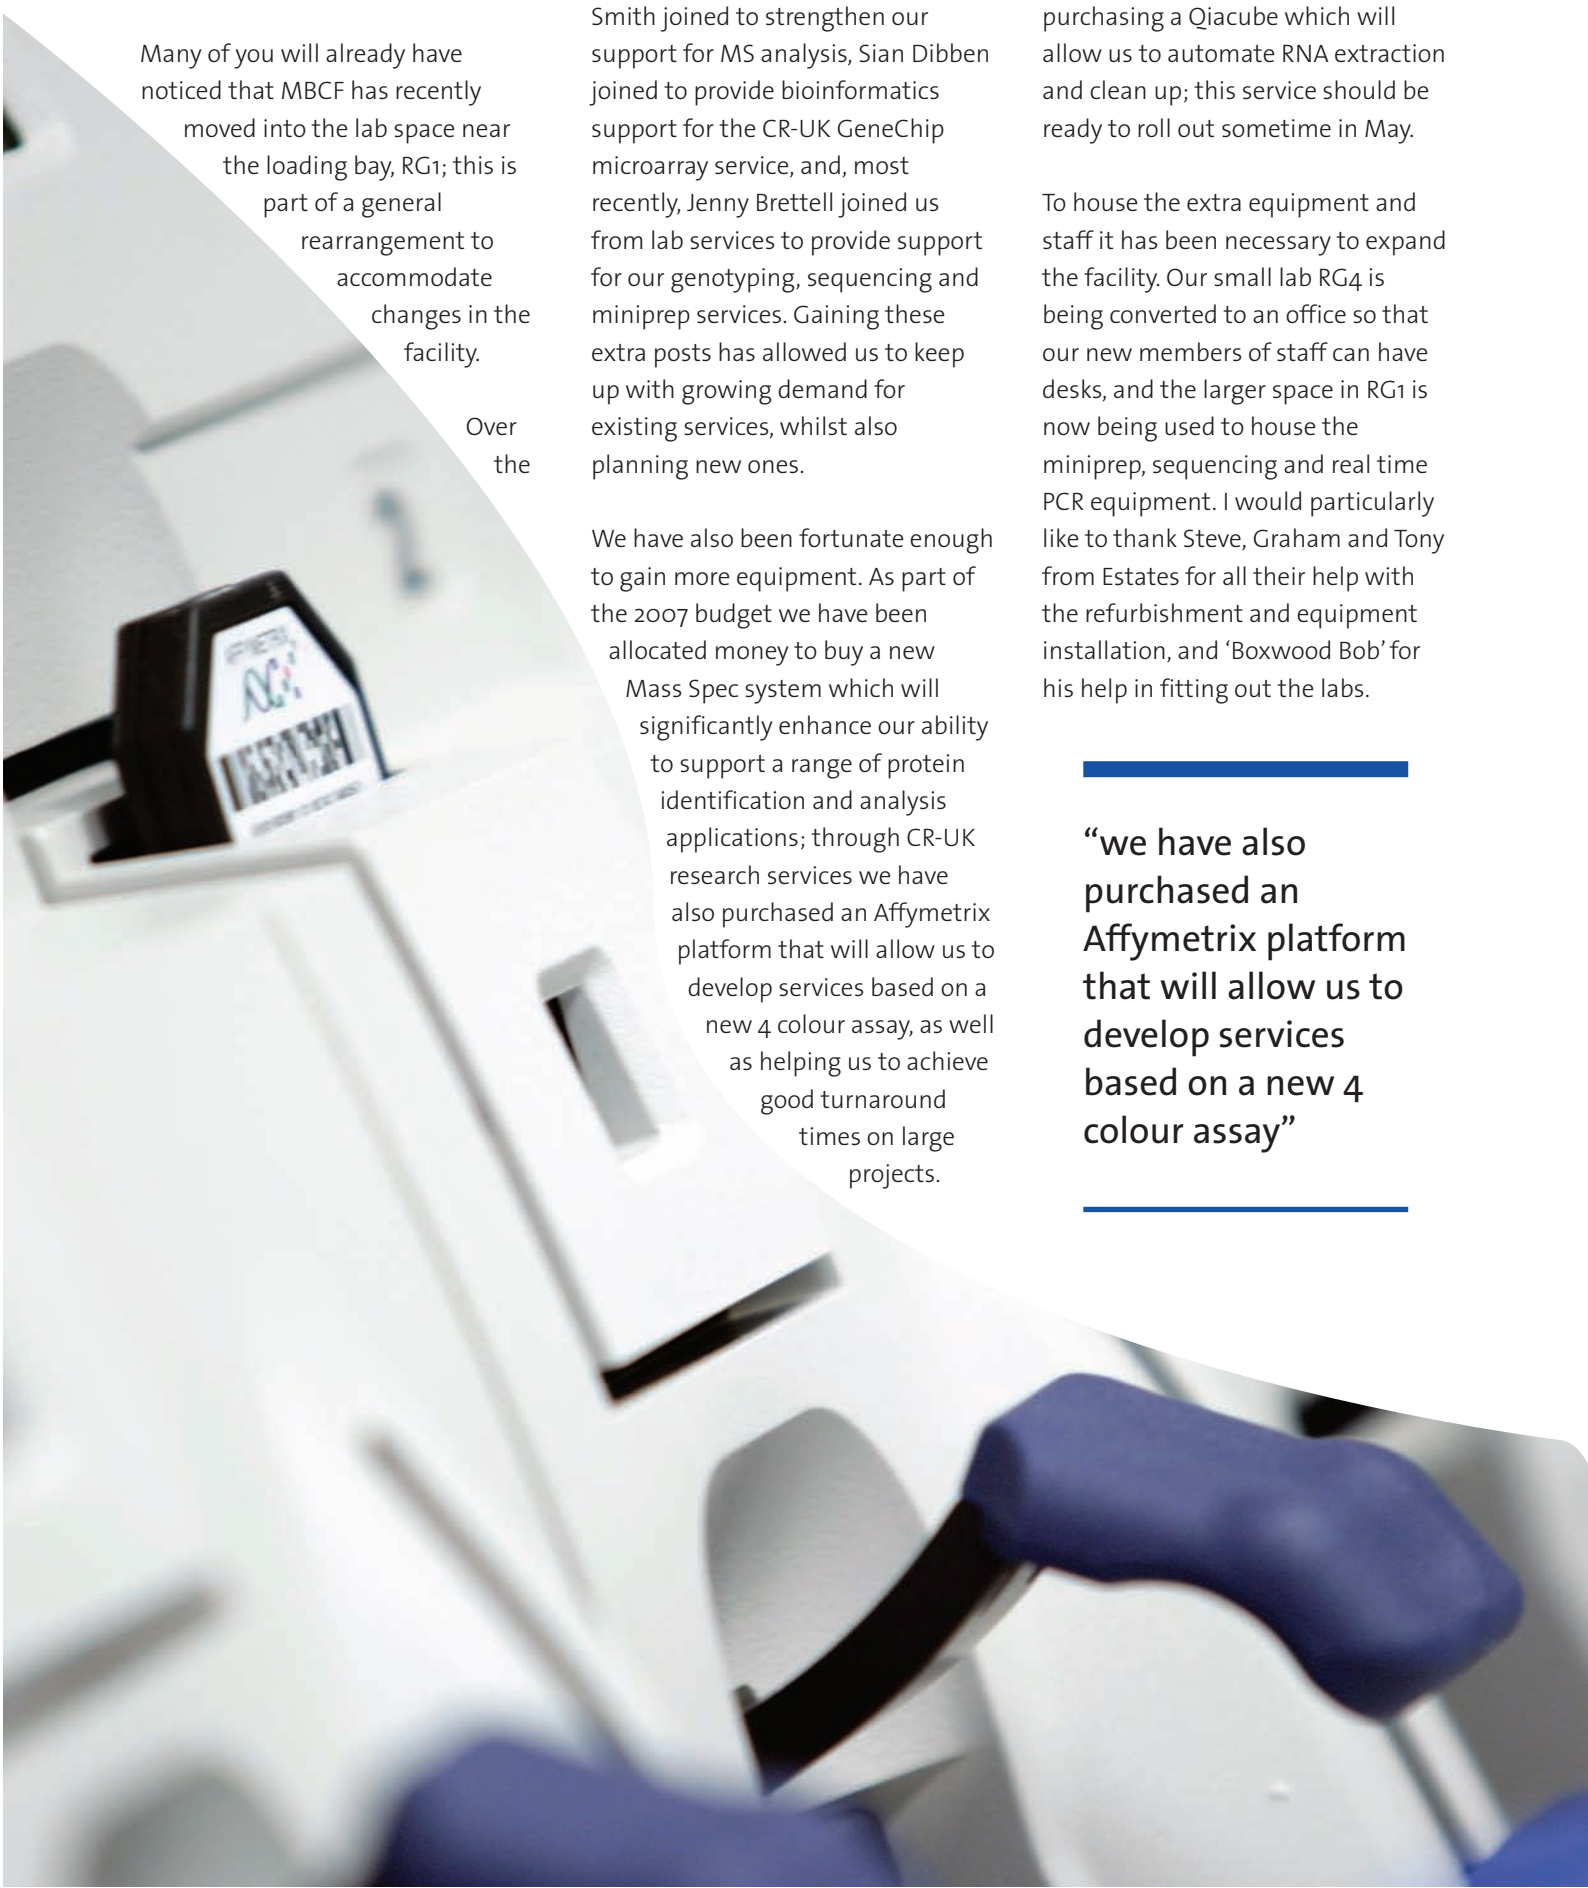 Many of you will already have
noticed that MBCF has recently
moved into the lab space near
the loading bay, RG1; this is
part of a general
rearrangement to
accommodate
changes in the
facility.
Over
the
Smith joined to strengthen our
support for MS analysis, Sian Dibben
joined to provide bioinformatics
support for the CR-UK GeneChip
microarray service, and, most
recently, Jenny Brettell joined us
from lab services to provide support
for our genotyping, sequencing and
miniprep services. Gaining these
extra posts has allowed us to keep
up with growing demand for
existing services, whilst also
planning new ones.
We have also been fortunate enough
to gain more equipment. As part of
the 2007 budget we have been
allocated money to buy a new
Mass Spec system which will
significantly enhance our ability
to support a range of protein
identification and analysis
applications; through CR-UK
research services we have
also purchased an Affymetrix
platform that will allow us to
develop services based on a
new 4 colour assay, as well
as helping us to achieve
good turnaround
times on large
projects.
purchasing a Qiacube which will
allow us to automate RNA extraction
and clean up; this service should be
ready to roll out sometime in May.
To house the extra equipment and
staff it has been necessary to expand
the facility. Our small lab RG4 is
being converted to an office so that
our new members of staff can have
desks, and the larger space in RG1 is
now being used to house the
miniprep, sequencing and real time
PCR equipment. I would particularly
like to thank Steve, Graham and Tony
from Estates for all their help with
the refurbishment and equipment
installation, and ‘Boxwood Bob’ for
his help in fitting out the labs.
“we have also
purchased an
Affymetrix platform
that will allow us to
develop services
based on a new 4
colour assay”
AFFYMETRIX